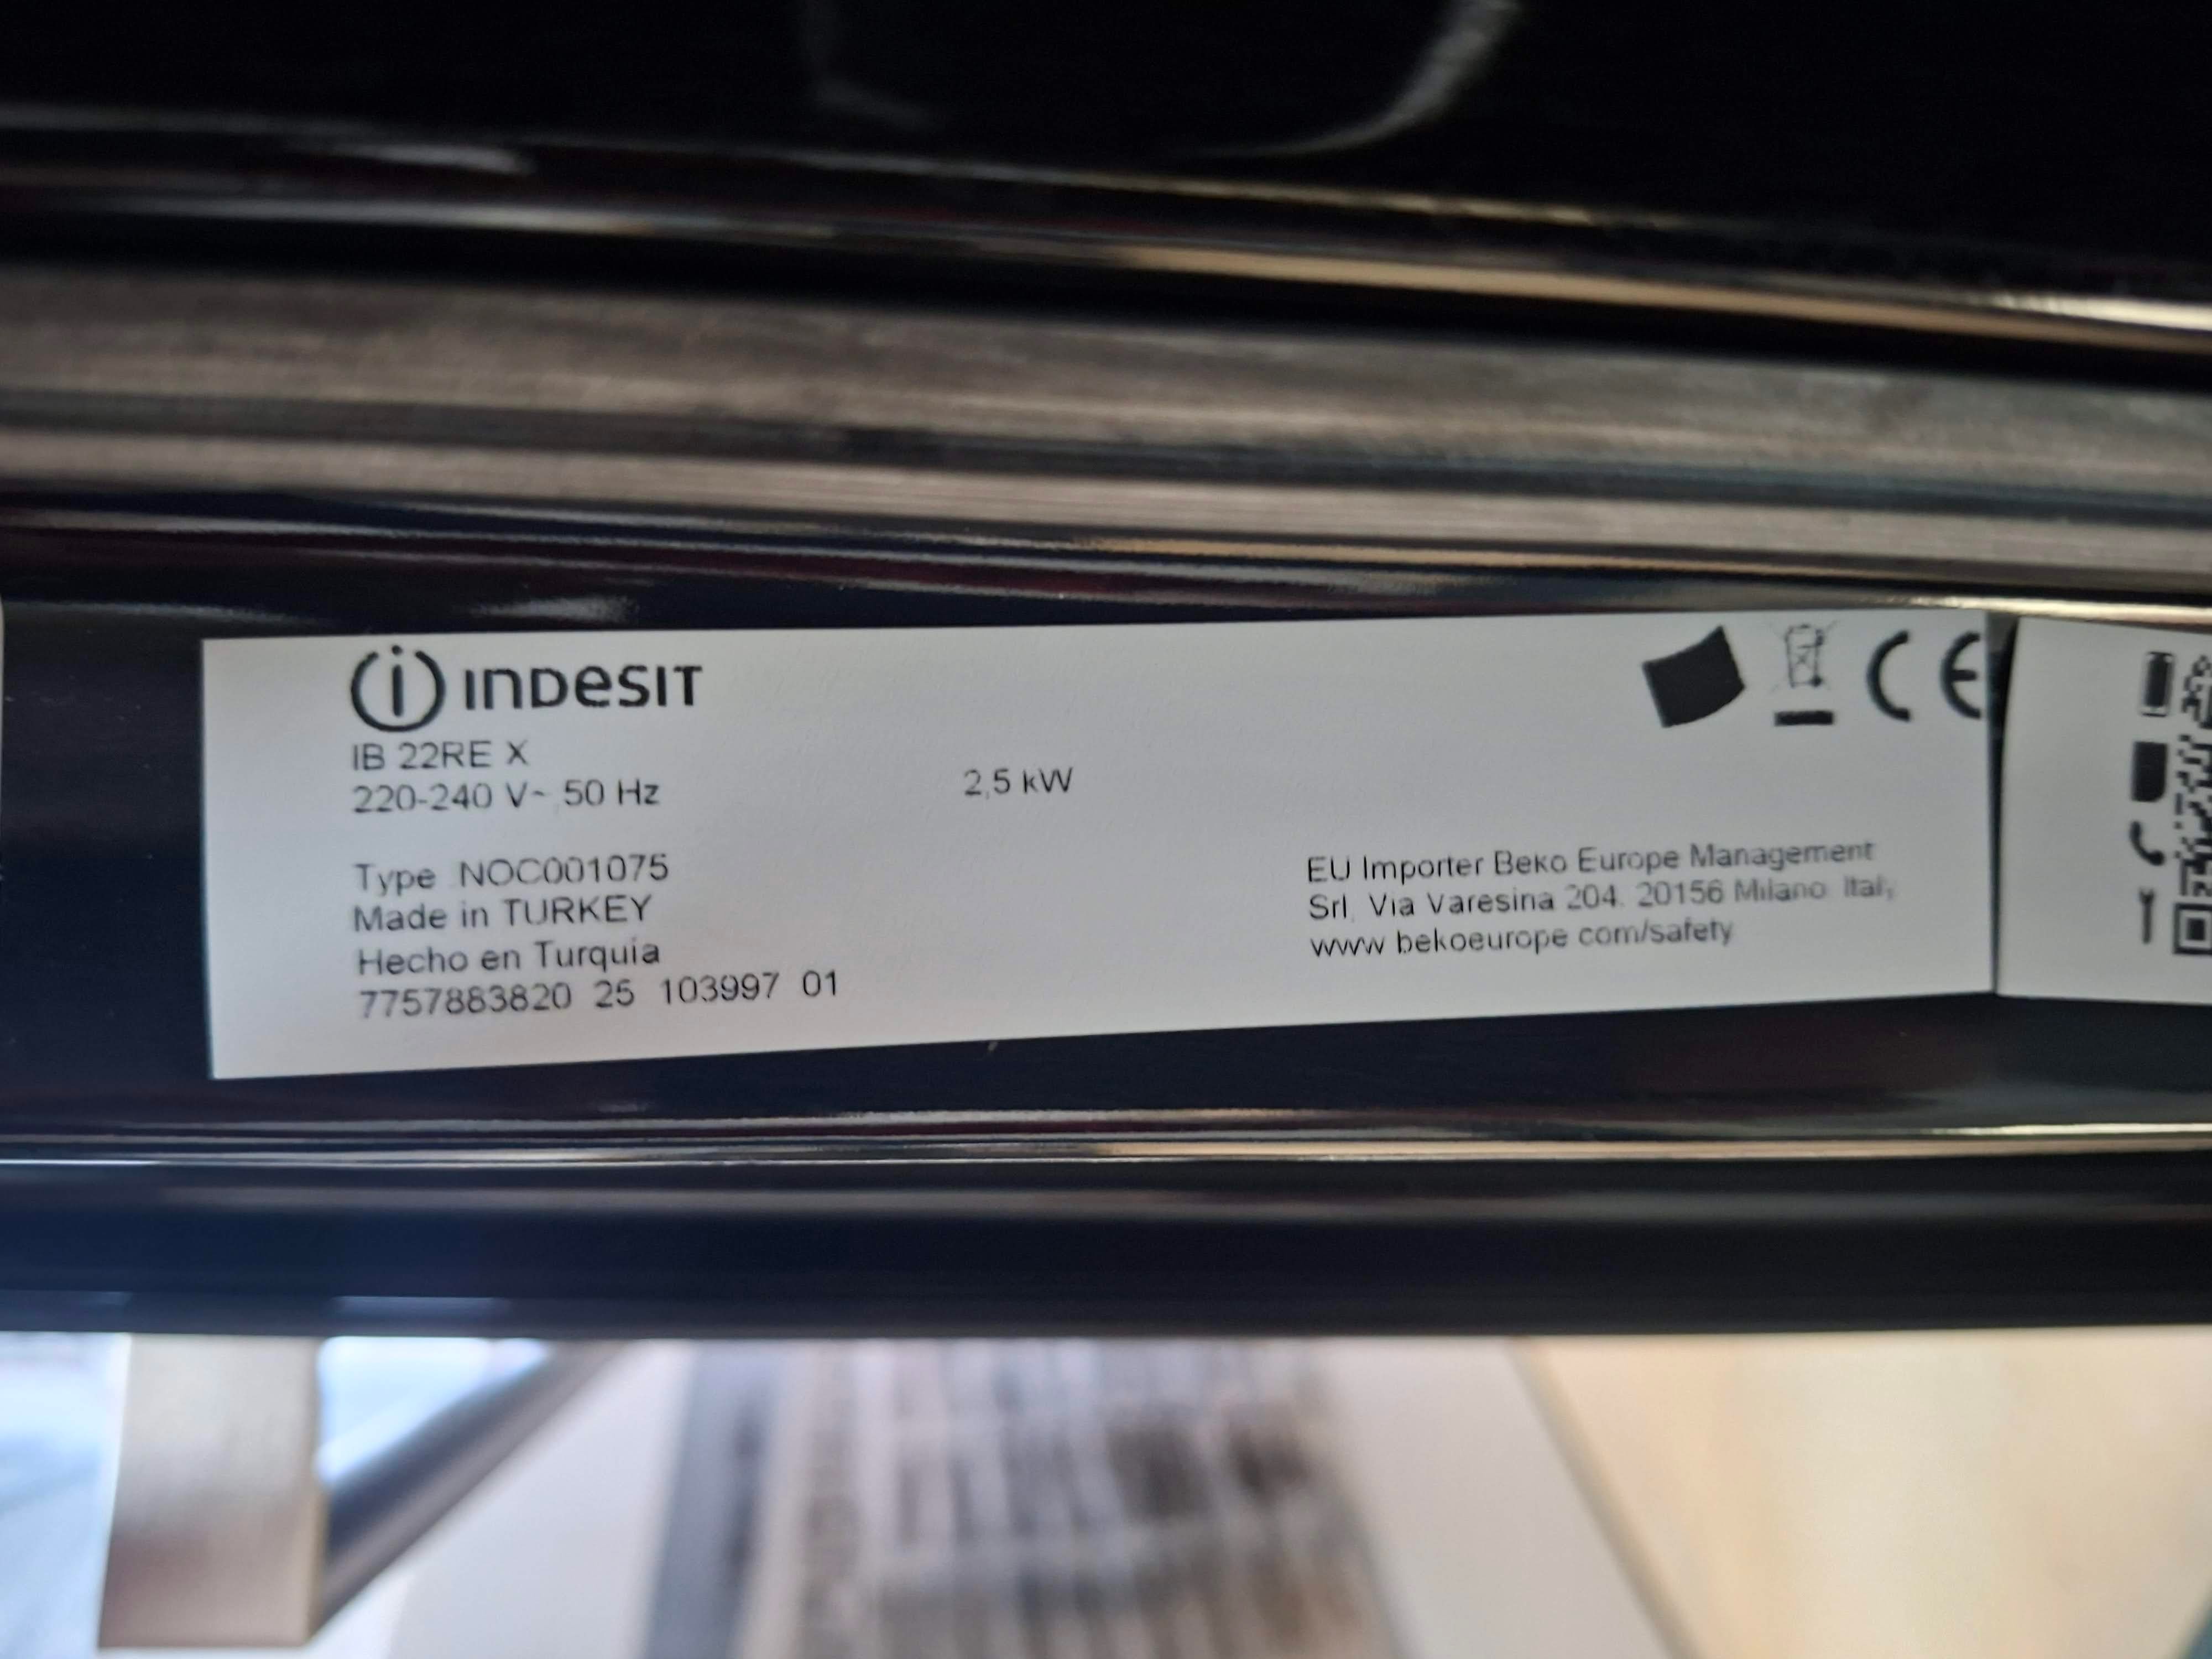 INDESIT
IB 22RE X
220-240 V~ 50 Hz
2,5 kW
Type NOC001075
Made in TURKEY
Hecho en Turquia
7757883820 25 103997 01
CE
EU Importer Beko Europe Management
Srl, Via Varesina 204, 20156 Milano Italy
www.bekoeurope.com/safety